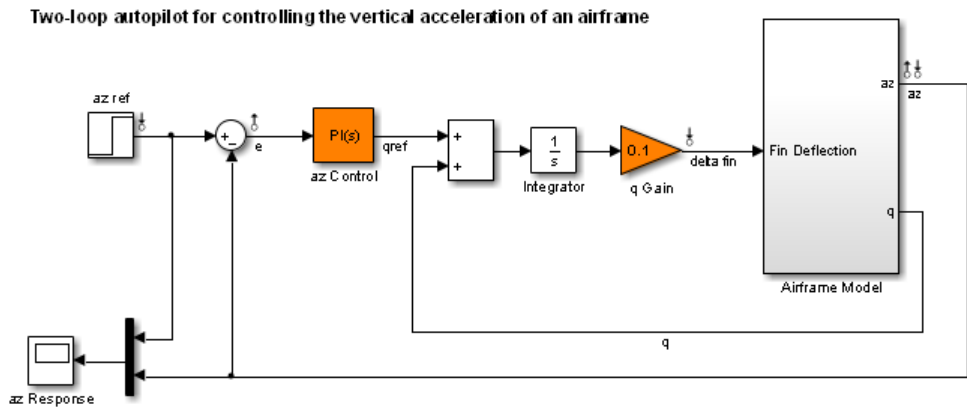 Two-loop autopilot for controlling the vertical acceleration of an airframe
az ref
+
−
e
PI(s)
az Control
qref
+
+
1
s
Integrator
0.1
q Gain
delta fin
Fin Deflection
az
q
Airframe Model
az
q
az Response